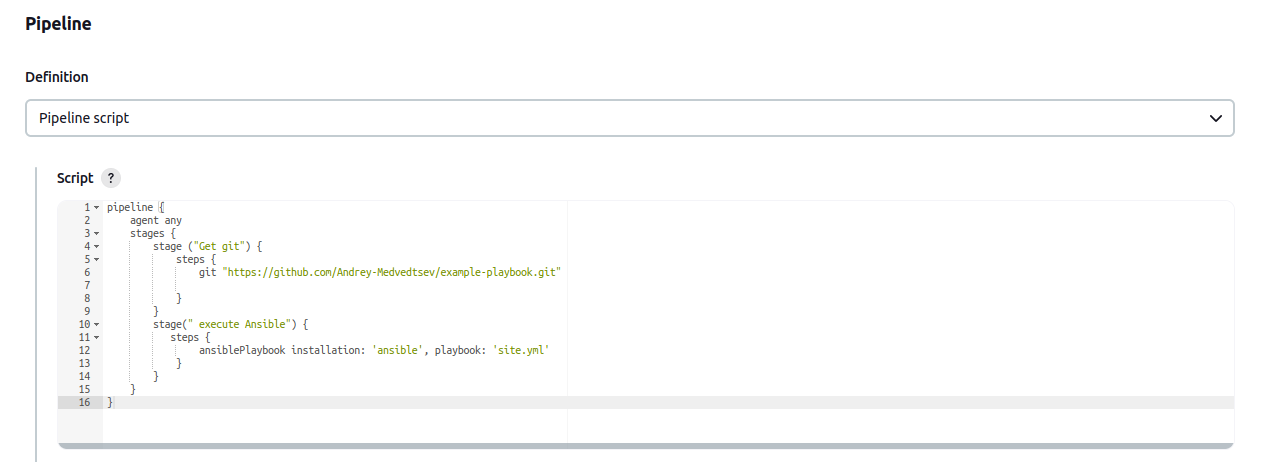 Pipeline
Definition
Pipeline script
Script ?
1 pipeline {
2     agent any
3     stages {
4         stage ("Get git") {
5             steps {
6                 git "https://github.com/Andrey-Medvedtsev/example-playbook.git"
7
8             }
9         }
10         stage(" execute Ansible") {
11            steps {
12                 ansiblePlaybook installation: 'ansible', playbook: 'site.yml'
13             }
14         }
15     }
16 }